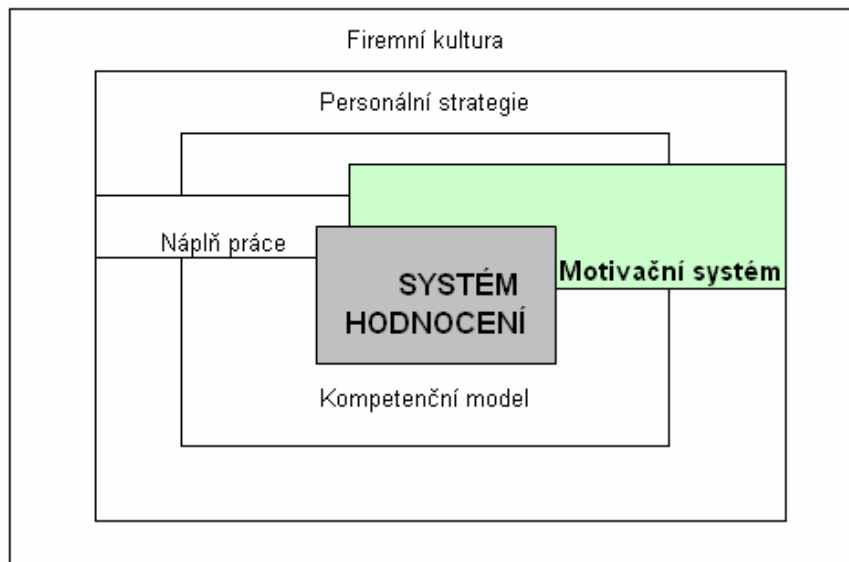 Firemní kultura
Personální strategie
Náplň práce
Motivační systém
SYSTÉM
HODNOCENÍ
Kompetenční model